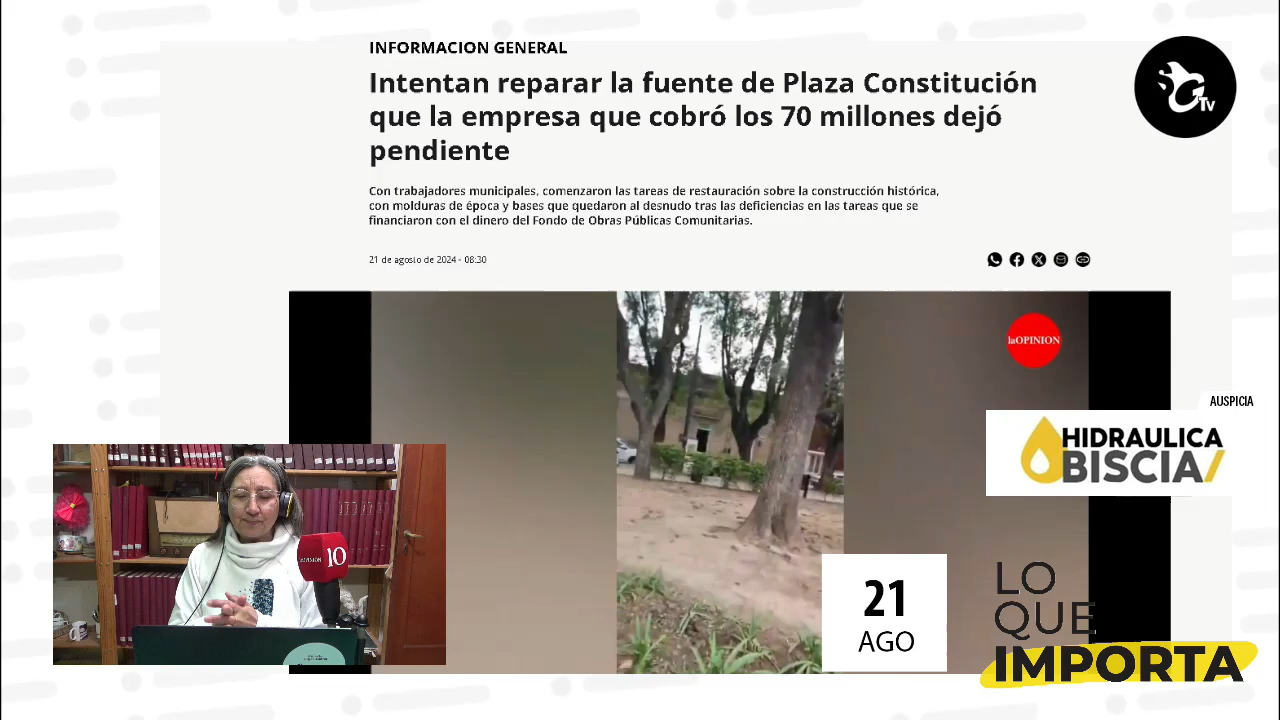 INFORMACION GENERAL
Intentan reparar la fuente de Plaza Constitución
que la empresa que cobró los 70 millones dejó
pendiente
Con trabajadores municipales, comenzaron las tareas de restauración sobre la construcción histórica,
con molduras de época y bases que quedaron al desnudo tras las deficiencias en las tareas que se
financiaron con el dinero del Fondo de Obras Públicas Comunitarias.
21 de agosto de 2024 - 08:30
GTV
laOPINION
AUSPICIA
HIDRAULICA
BISCIA/
laOPINION 10
21
AGO
LO
QUE
IMPORTA